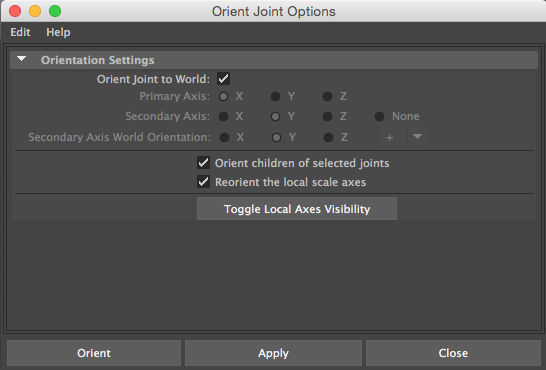 Orient Joint Options
Edit Help
Orientation Settings
Orient Joint to World:
Primary Axis: X Y Z
Secondary Axis: X Y Z None
Secondary Axis World Orientation: X Y Z +
Orient children of selected joints
Reorient the local scale axes
Toggle Local Axes Visibility
Orient Apply Close